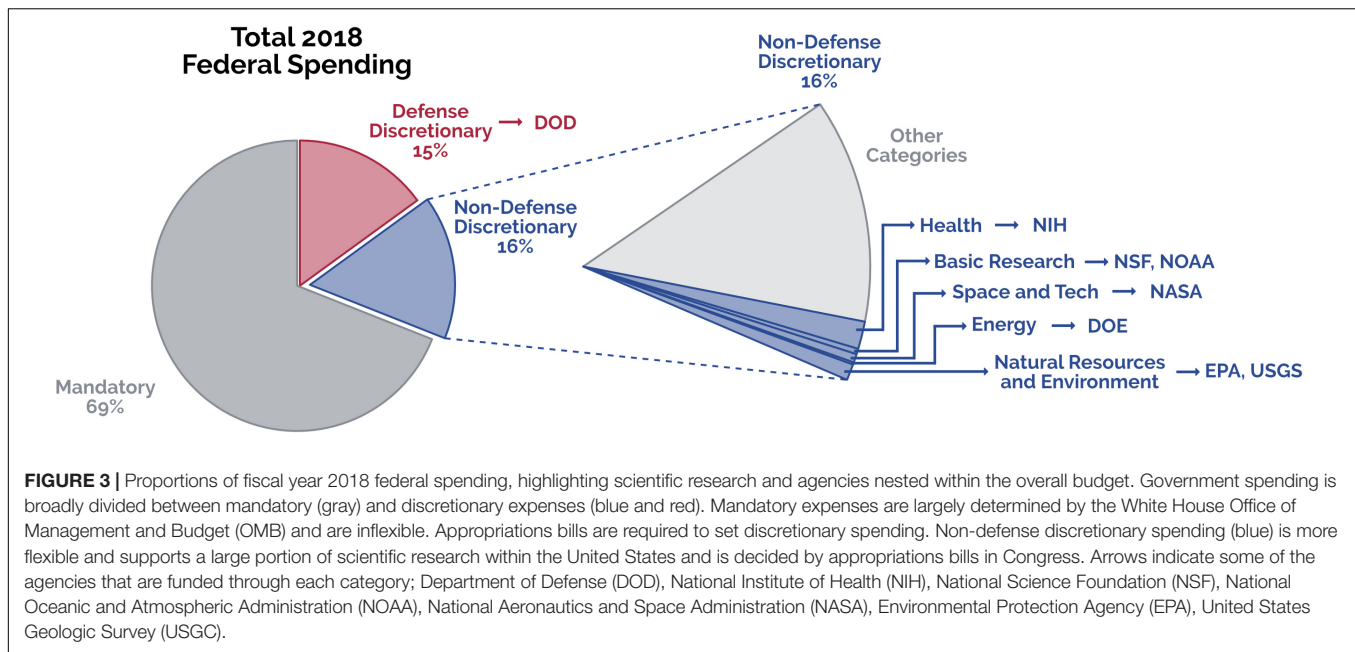 Total 2018
Federal Spending
Defense
Discretionary → DOD
15%
Non-Defense
Discretionary
16%
Mandatory
69%
Non-Defense
Discretionary
16%
Other
Categories
Health → NIH
Basic Research → NSF, NOAA
Space and Tech → NASA
Energy → DOE
Natural Resources
and Environment → EPA, USGS
FIGURE 3 | Proportions of fiscal year 2018 federal spending, highlighting scientific research and agencies nested within the overall budget. Government spending is
broadly divided between mandatory (gray) and discretionary expenses (blue and red). Mandatory expenses are largely determined by the White House Office of
Management and Budget (OMB) and are inflexible. Appropriations bills are required to set discretionary spending. Non-defense discretionary spending (blue) is more
flexible and supports a large portion of scientific research within the United States and is decided by appropriations bills in Congress. Arrows indicate some of the
agencies that are funded through each category; Department of Defense (DOD), National Institute of Health (NIH), National Science Foundation (NSF), National
Oceanic and Atmospheric Administration (NOAA), National Aeronautics and Space Administration (NASA), Environmental Protection Agency (EPA), United States
Geologic Survey (USGC).